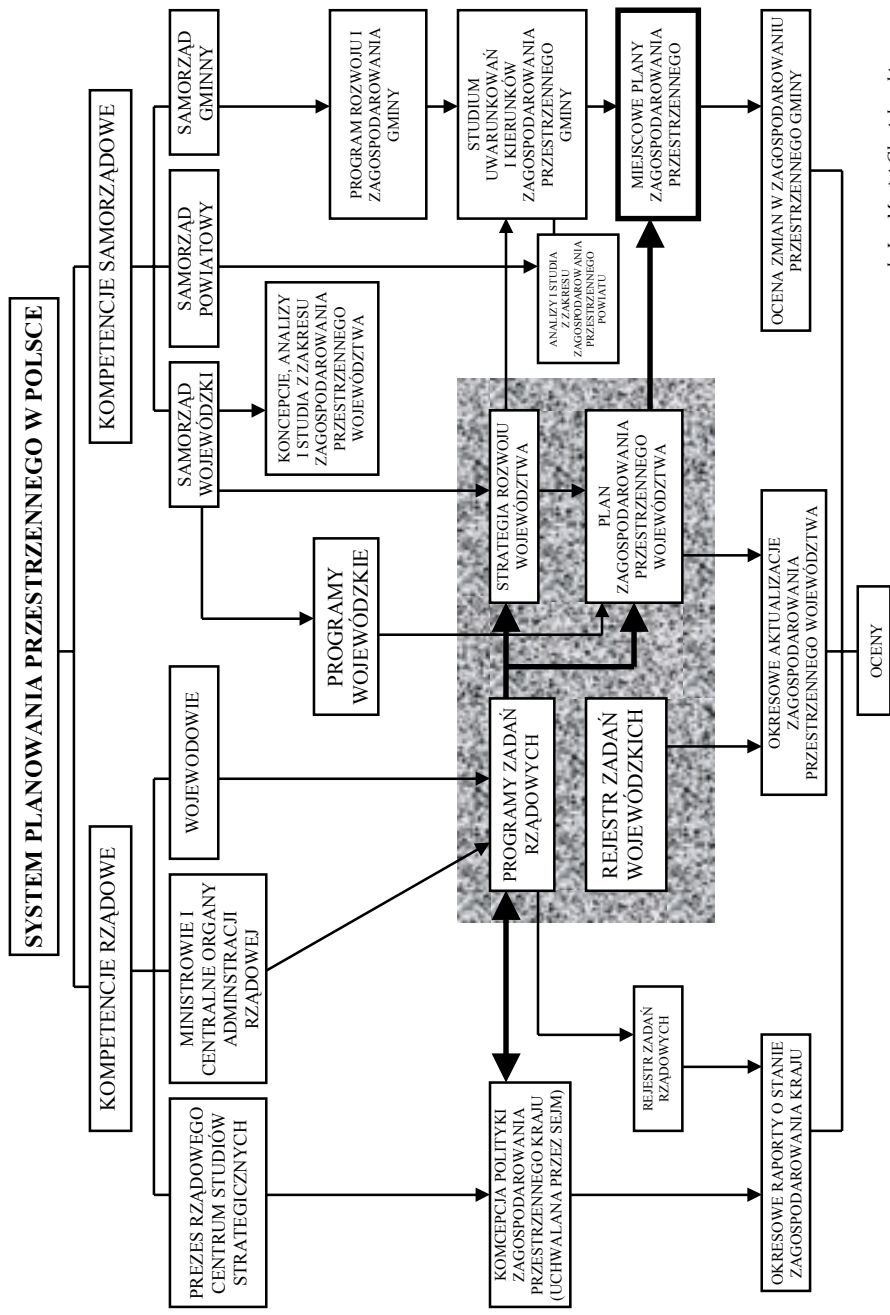 SYSTEM PLANOWANIA PRZESTRZENNEGO W POLSCE
KOMPETENCJE RZĄDOWE
KOMPETENCJE SAMORZĄDOWE
PREZES RZĄDOWEGO
CENTRUM STUDIÓW
STRATEGICZNYCH
MINISTROWIE I
CENTRALNE ORGANY
ADMINSTRACJI
RZĄDOWEJ
WOJEWODOWIE
SAMORZĄD
WOJEWÓDZKI
SAMORZĄD
POWIATOWY
SAMORZĄD
GMINNY
PROGRAMY
WOJEWÓDZKIE
KONCEPCJE, ANALIZY
I STUDIA Z ZAKRESU
ZAGOSPODAROWANIA
PRZESTRZENNEGO
WOJEWÓDZTWA
PROGRAM ROZWOJU I
ZAGOSPODAROWANIA
GMINY
KOMCEPCJA POLITYKI
ZAGOSPODAROWANIA
PRZESTRZENNEGO KRAJU
(UCHWALANA PRZEZ SEJM)
PROGRAMY ZADAŃ
RZĄDOWYCH
STRATEGIA ROZWOJU
WOJEWÓDZTWA
STUDIUM
UWARUNKOWAŃ
I KIERUNKÓW
ZAGOSPODAROWANIA
PRZESTRZENNEGO
GMINY
ANALIZY I STUDIA
Z ZAKRESU
ZAGOSPODAROWANIA
PRZESTRZENNEGO
POWIATU
REJESTR ZADAŃ
RZĄDOWYCH
REJESTR ZADAŃ
WOJEWÓDZKICH
PLAN
ZAGOSPODAROWANIA
PRZESTRZENNEGO
WOJEWÓDZTWA
MIEJSCOWE PLANY
ZAGOSPODAROWANIA
PRZESTRZENNEGO
OKRESOWE RAPORTY O STANIE
ZAGOSPODAROWANIA KRAJU
OKRESOWE AKTUALIZACJE
ZAGOSPODAROWANIA
PRZESTRZENNEGO WOJEWÓDZTWA
OCENA ZMIAN W ZAGOSPODAROWANIU
PRZESTRZENNEGO GMINY
OCENY